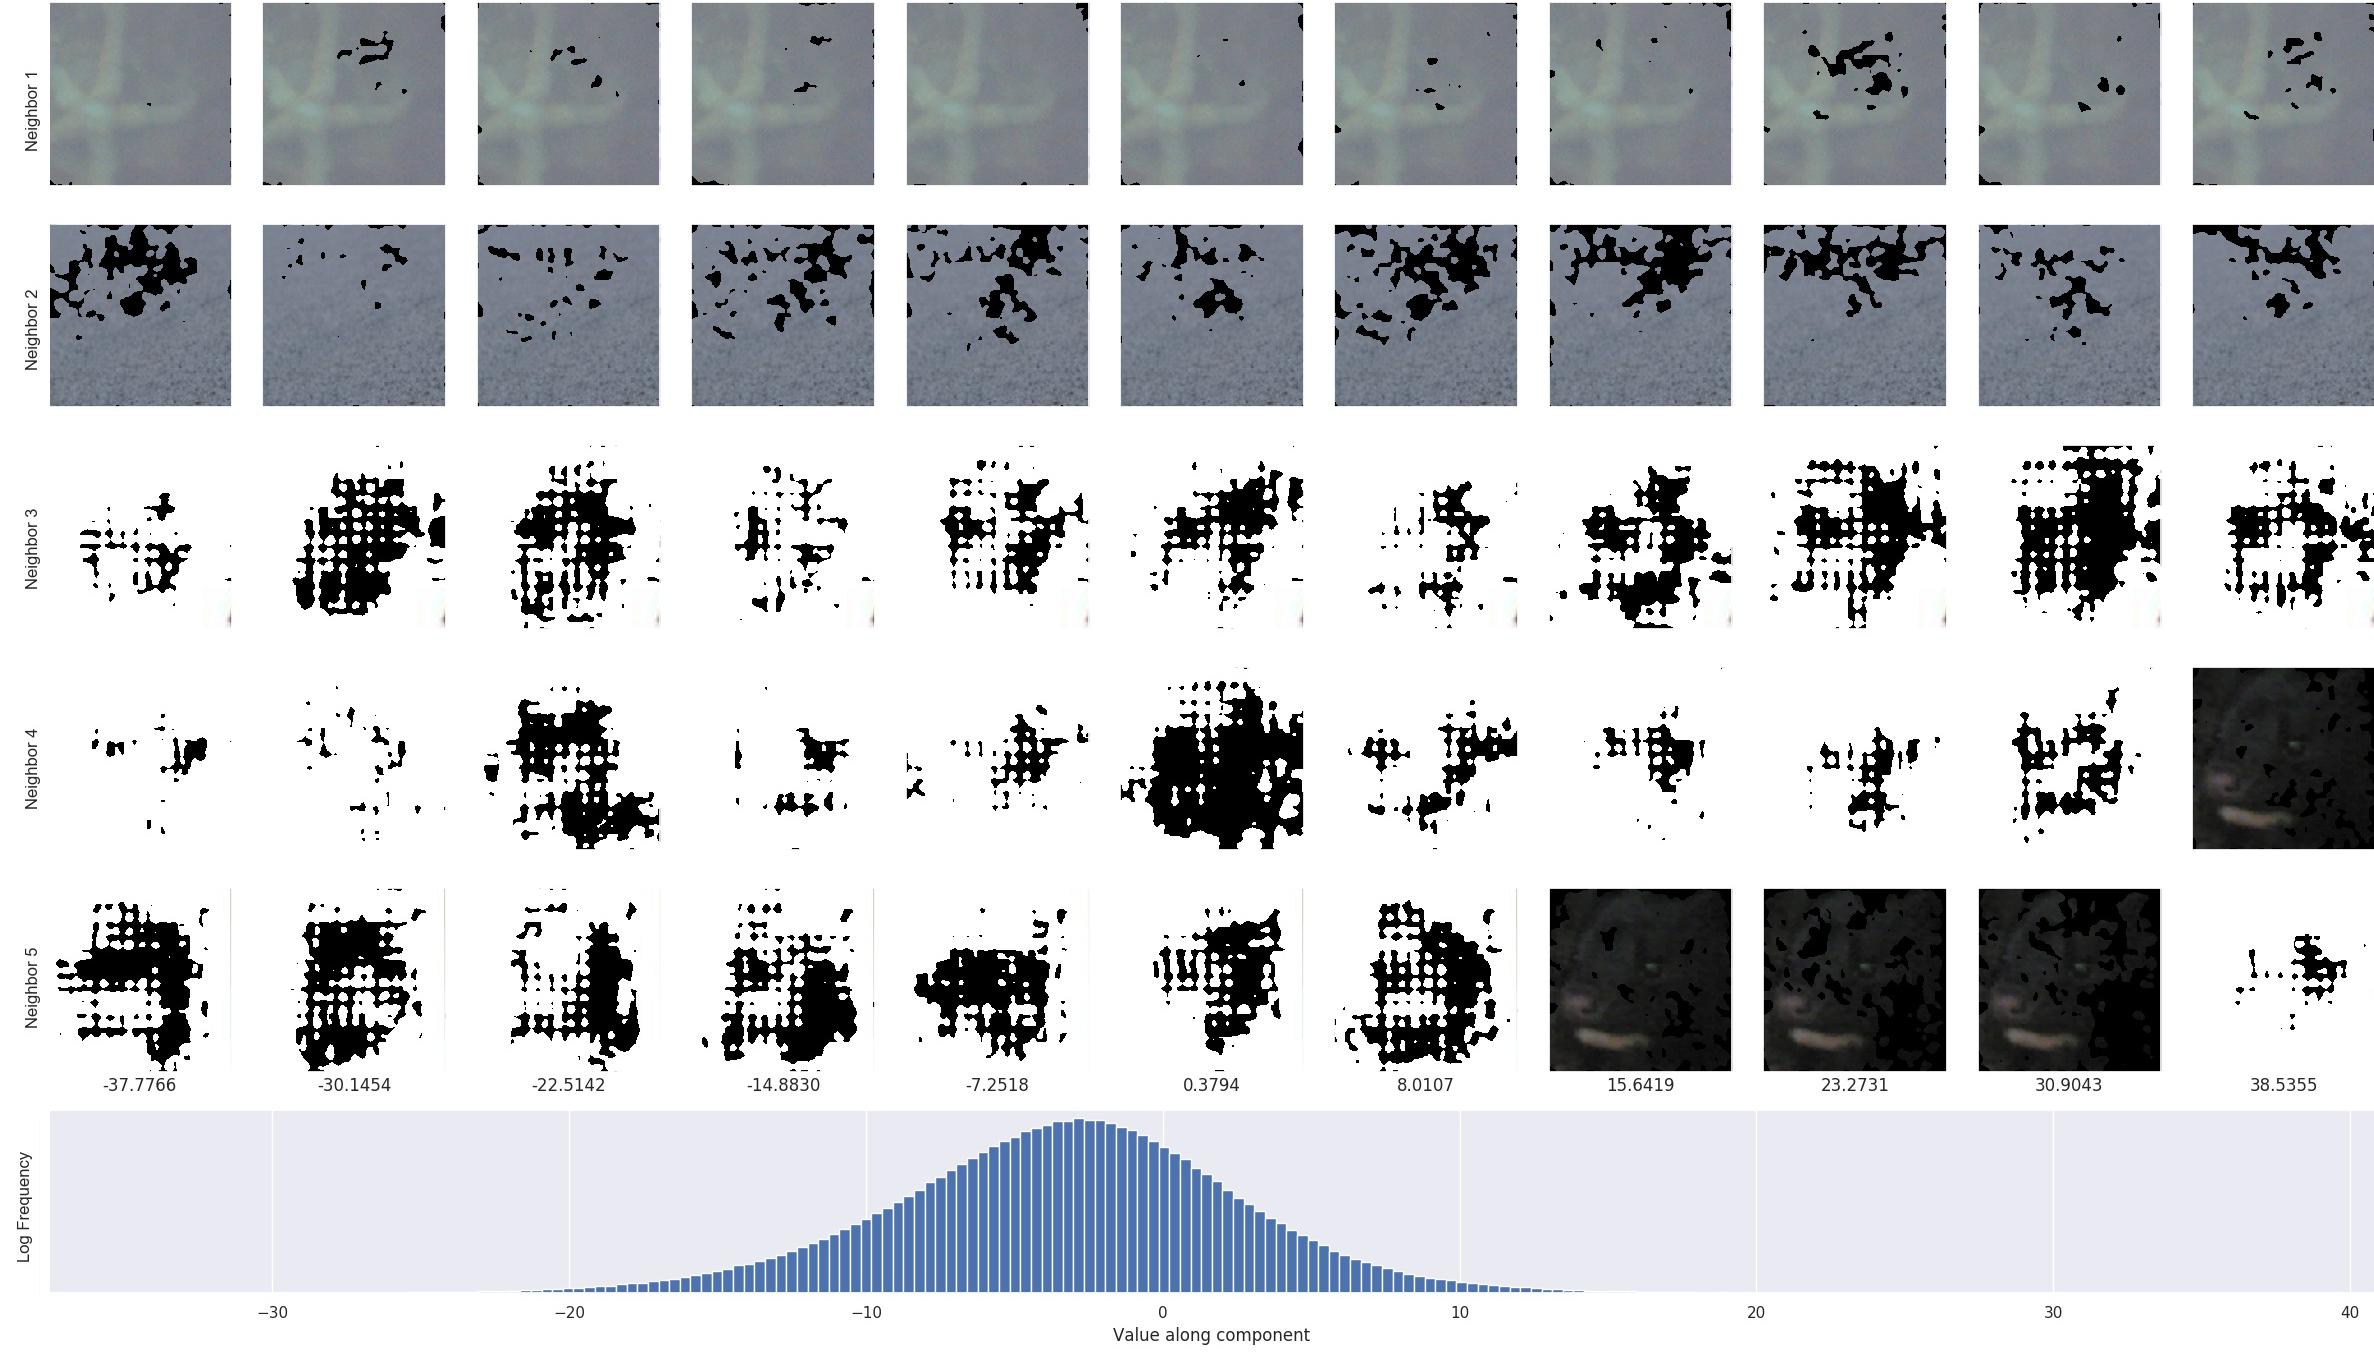 Neighbor 1
Neighbor 2
Neighbor 3
Neighbor 4
Neighbor 5
-37.7766 -30.1454 -22.5142 -14.8830 -7.2518 0.3794 8.0107 15.6419 23.2731 30.9043 38.5355
Log Frequency
−30 −20 −10 0 10 20 30 40
Value along component